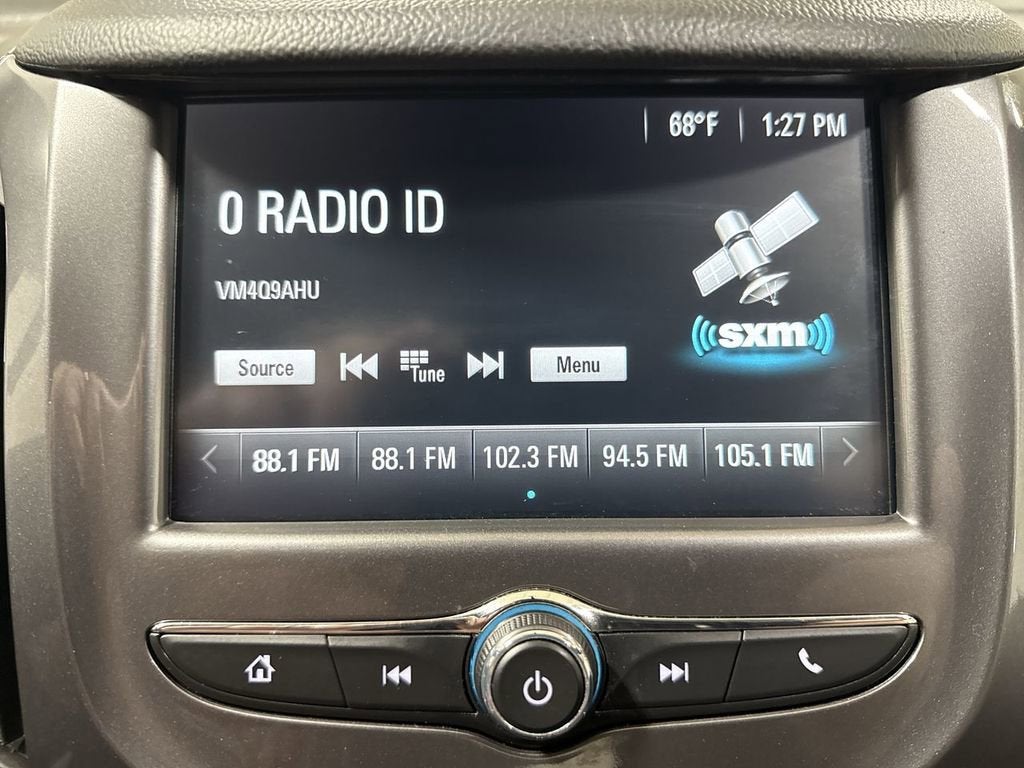 68°F 1:27 PM
0 RADIO ID
VM4Q9AHU
sxm
Source Tune Menu
88.1 FM 88.1 FM 102.3 FM 94.5 FM 105.1 FM